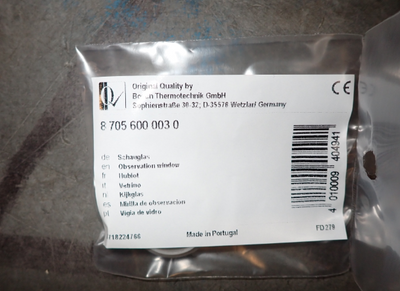 Original Quality by
Bosch Thermotechnik GmbH
Sophienstraße 30-32; D-35576 Wetzlar/ Germany
CE
8 705 600 003 0
de Schauglas
en Observation window
fr Hublot
it Vetrino
nl Kijkglas
es Mirilla de observacion
pt Vigia de vidro
Made in Portugal
FD379
4 010009 404941